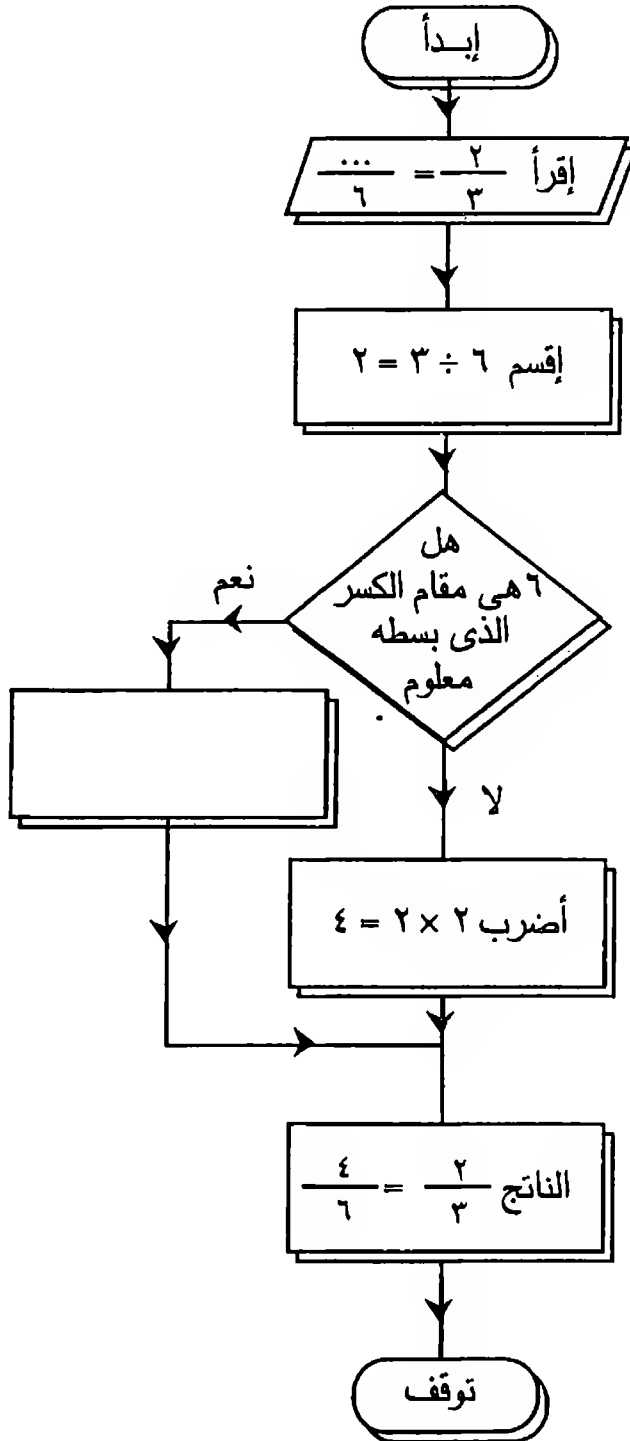 إبـدأ
إقرأ ٢/٣ = .../٦
إقسم ٦ ÷ ٣ = ٢
هل
٦ هى مقام الكسر
الذى بسطه
معلوم
نعم
لا
أضرب ٢ × ٢ = ٤
الناتج ٢/٣ = ٤/٦
توقف